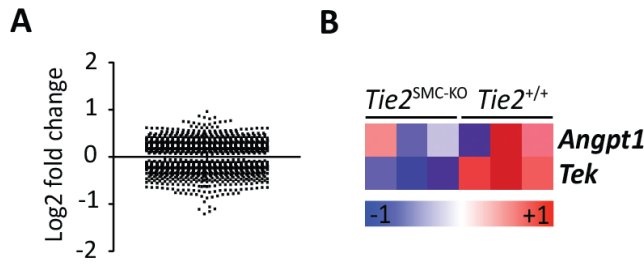 A
Log2 fold change
2
1
0
-1
-2
B
Tie2SMC-KO Tie2+/+
Angpt1
Tek
-1 +1